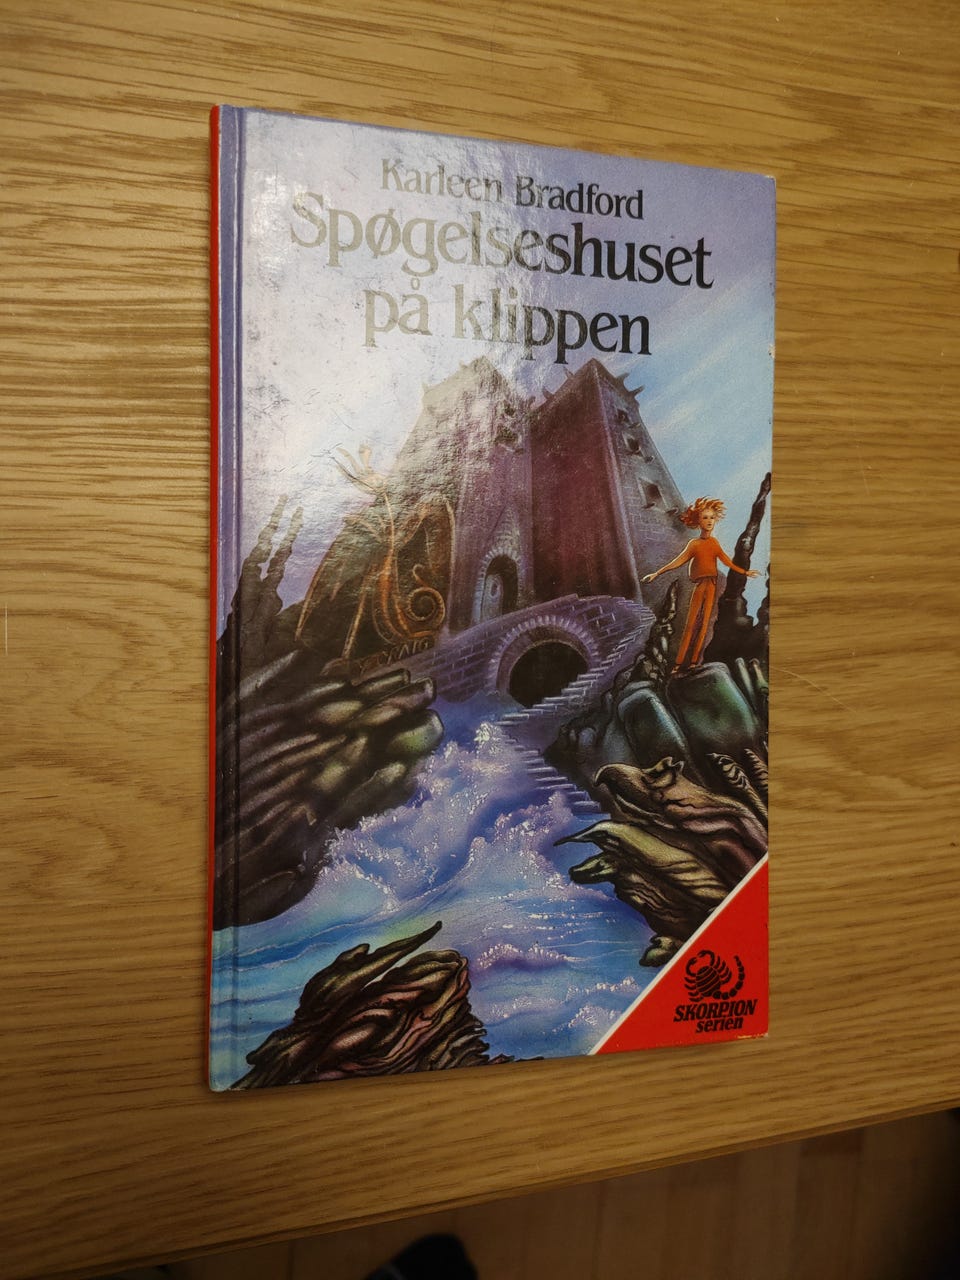 Karleen Bradford
Spøgelseshuset
på klippen
SKORPION
serien